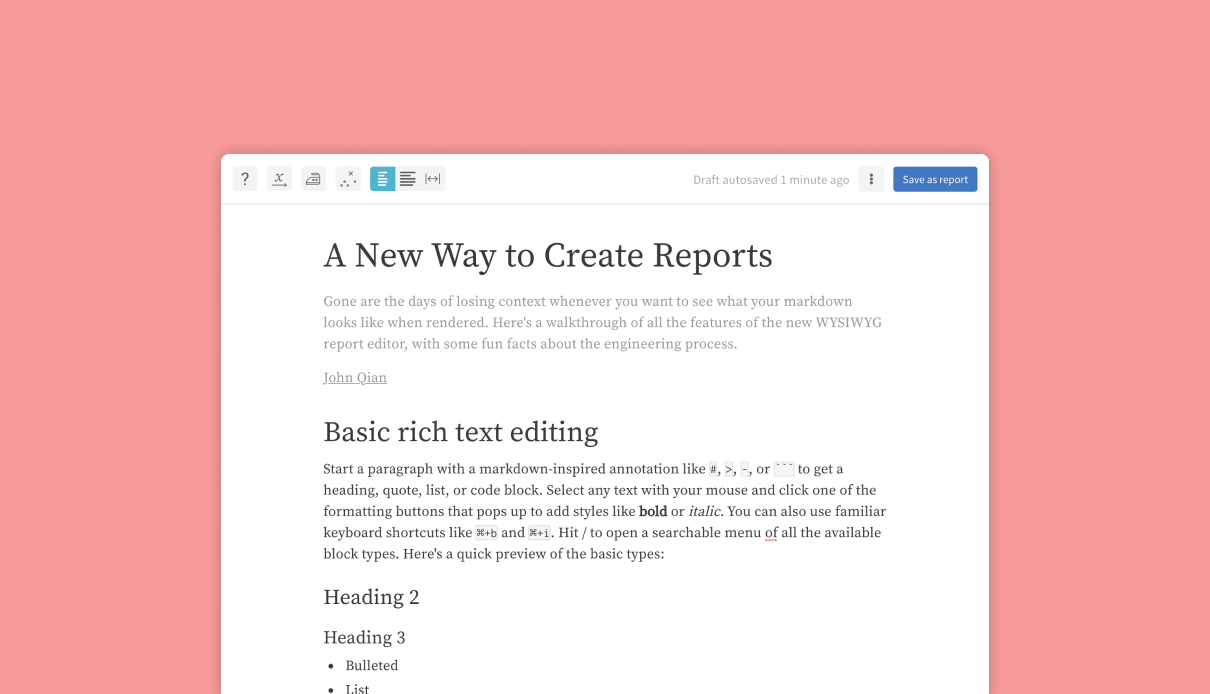 ?
x
Draft autosaved 1 minute ago
Save as report
A New Way to Create Reports
Gone are the days of losing context whenever you want to see what your markdown
looks like when rendered. Here's a walkthrough of all the features of the new WYSIWYG
report editor, with some fun facts about the engineering process.
John Qian
Basic rich text editing
Start a paragraph with a markdown-inspired annotation like #, >, -, or ``` to get a
heading, quote, list, or code block. Select any text with your mouse and click one of the
formatting buttons that pops up to add styles like bold or italic. You can also use familiar
keyboard shortcuts like ⌘+b and ⌘+i. Hit / to open a searchable menu of all the available
block types. Here's a quick preview of the basic types:
Heading 2
Heading 3
• Bulleted
• List